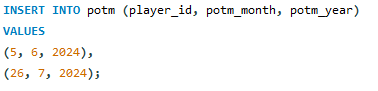 INSERT INTO potm (player_id, potm_month, potm_year)
VALUES
(5, 6, 2024),
(26, 7, 2024);